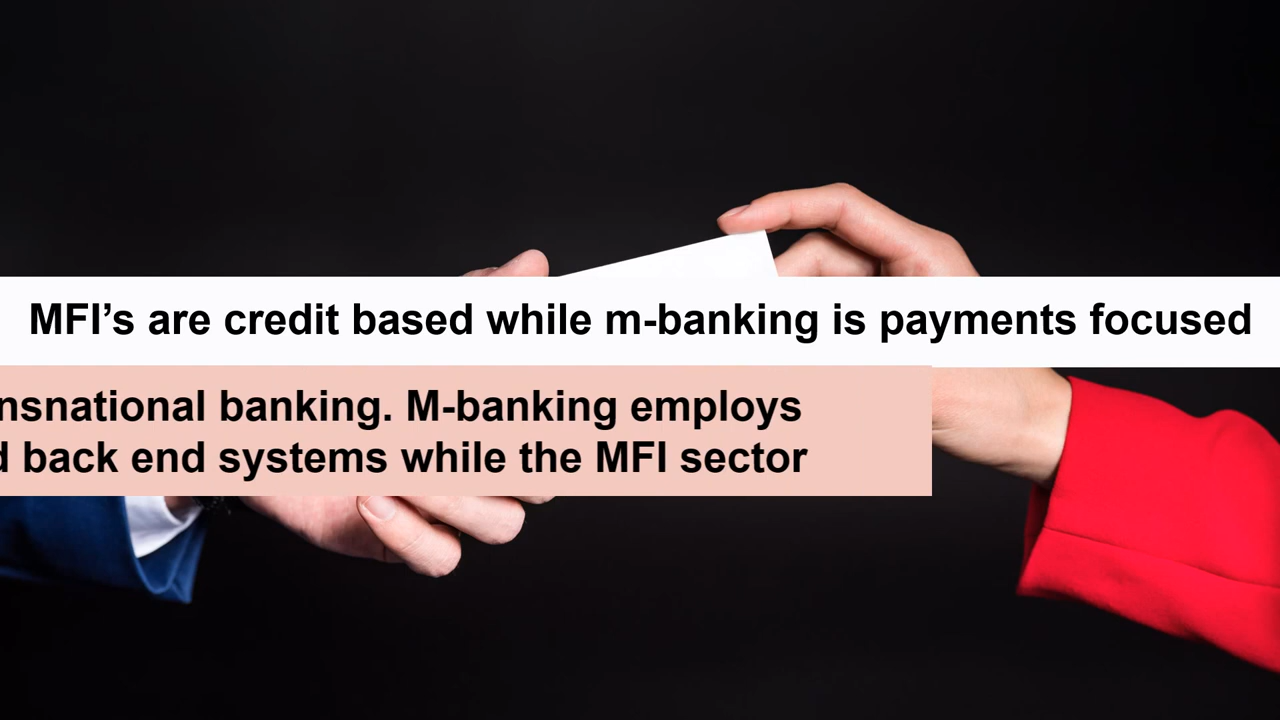 MFI’s are credit based while m-banking is payments focused
banking. M-banking employs
back end systems while the MFI sector